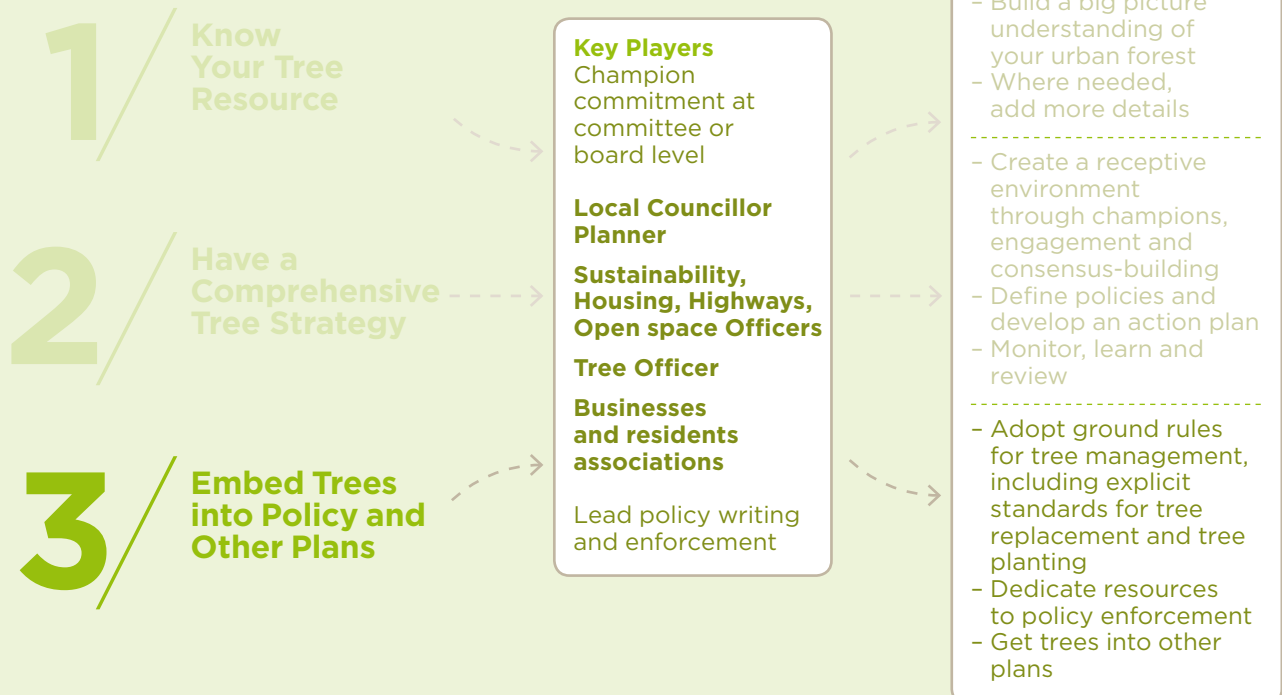 1
Know
Your Tree
Resource
2
Have a
Comprehensive
Tree Strategy
3
Embed Trees
into Policy and
Other Plans
Key Players
Champion
commitment at
committee or
board level
Local Councillor
Planner
Sustainability,
Housing, Highways,
Open space Officers
Tree Officer
Businesses
and residents
associations
Lead policy writing
and enforcement
– Build a big picture
understanding of
your urban forest
– Where needed,
add more details
– Create a receptive
environment
through champions,
engagement and
consensus-building
– Define policies and
develop an action plan
– Monitor, learn and
review
– Adopt ground rules
for tree management,
including explicit
standards for tree
replacement and tree
planting
– Dedicate resources
to policy enforcement
– Get trees into other
plans